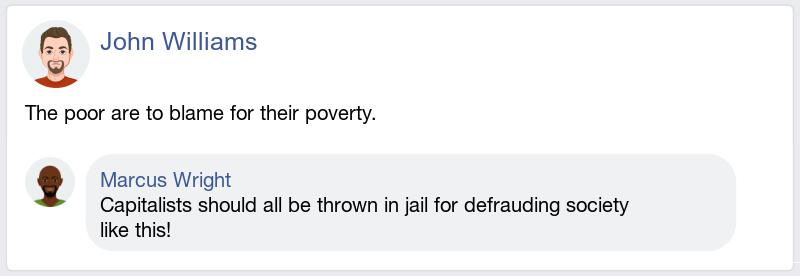 John Williams
The poor are to blame for their poverty.
Marcus Wright
Capitalists should all be thrown in jail for defrauding society
like this!